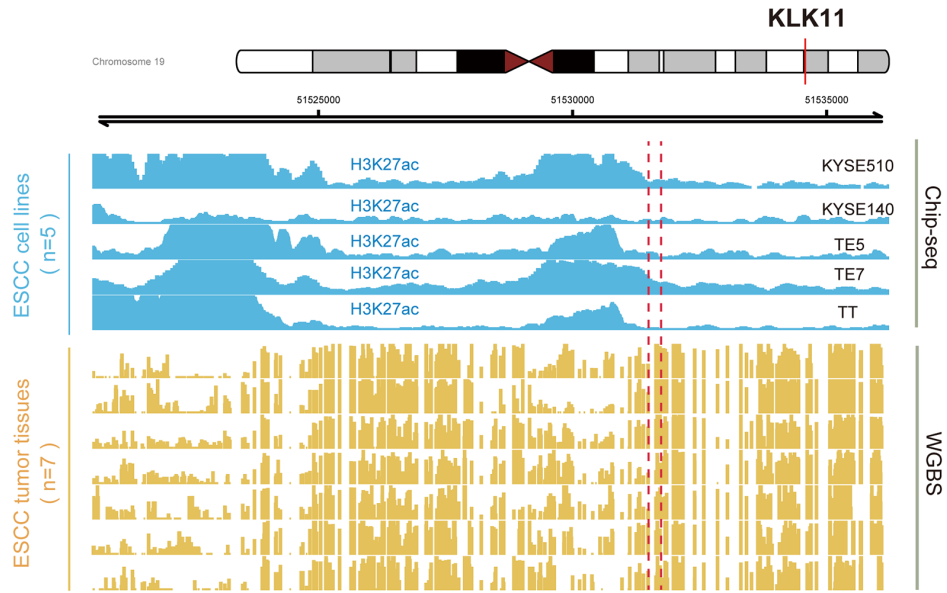 KLK11
Chromosome 19
51525000 51530000 51535000
H3K27ac KYSE510
H3K27ac KYSE140
H3K27ac TE5
H3K27ac TE7
H3K27ac TT
ESCC cell lines
( n=5 )
Chip-seq
ESCC tumor tissues
( n=7 )
WGBS